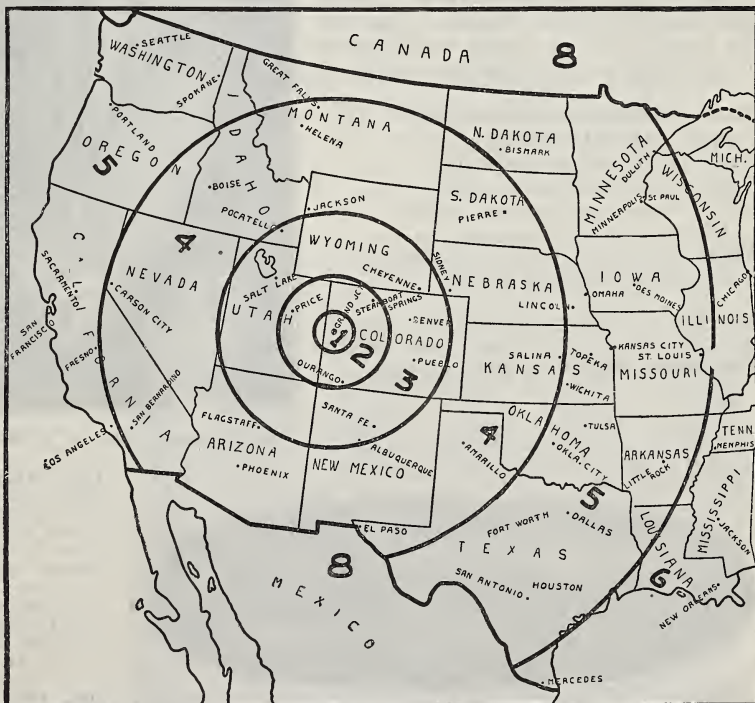 CANADA
8
SEATTLE
WASHINGTON
SPOKANE
GREAT FALLS
MONTANA
HELENA
N. DAKOTA
BISMARK
MINNESOTA
DULUTH
MICH.
PORTLAND
OREGON
5
IDAHO
BOISE
POCATELLO
JACKSON
S. DAKOTA
PIERRE
MINNEAPOLIS
ST PAUL
WISCONSIN
WYOMING
CHEYENNE
SIDNEY
NEBRASKA
LINCOLN
IOWA
OMAHA
DES MOINES
CHICAGO
ILLINOIS
4
NEVADA
CARSON CITY
CALIFORNIA
SACRAMENTO
SAN FRANCISCO
FRESNO
SAN BERNARDINO
LOS ANGELES
SALT LAKE
UTAH
PRICE
GRAND JCT
1
2
STEAMBOAT SPRINGS
DENVER
COLORADO
PUEBLO
3
DURANGO
SALINA
TOPEKA
KANSAS
WICHITA
KANSAS CITY
ST. LOUIS
MISSOURI
FLAGSTAFF
ARIZONA
PHOENIX
SANTA FE
ALBUQUERQUE
NEW MEXICO
4
AMARILLO
OKLAHOMA
TULSA
OKLA. CITY
ARKANSAS
LITTLE ROCK
TENN.
MEMPHIS
MISSISSIPPI
JACKSON
EL PASO
5
FORT WORTH
DALLAS
TEXAS
SAN ANTONIO
HOUSTON
LOUISIANA
6
NEW ORLEANS
8
MEXICO
MERCEDES